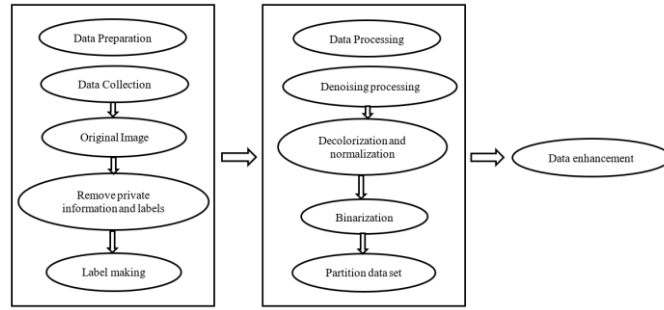 Data Preparation
Data Collection
Original Image
Remove private
information and labels
Label making
Data Processing
Denoising processing
Decolorization and
normalization
Binarization
Partition data set
Data enhancement